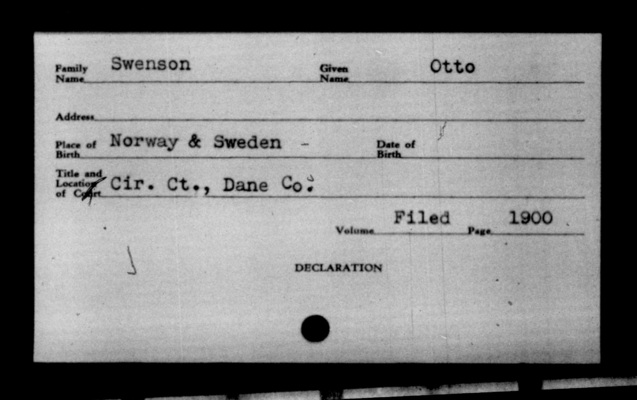 Family Name Swenson Given Name Otto
Address
Place of Birth Norway & Sweden - Date of Birth
Title and Location of Court Cir. Ct., Dane Co.
Volume Filed Page 1900
DECLARATION